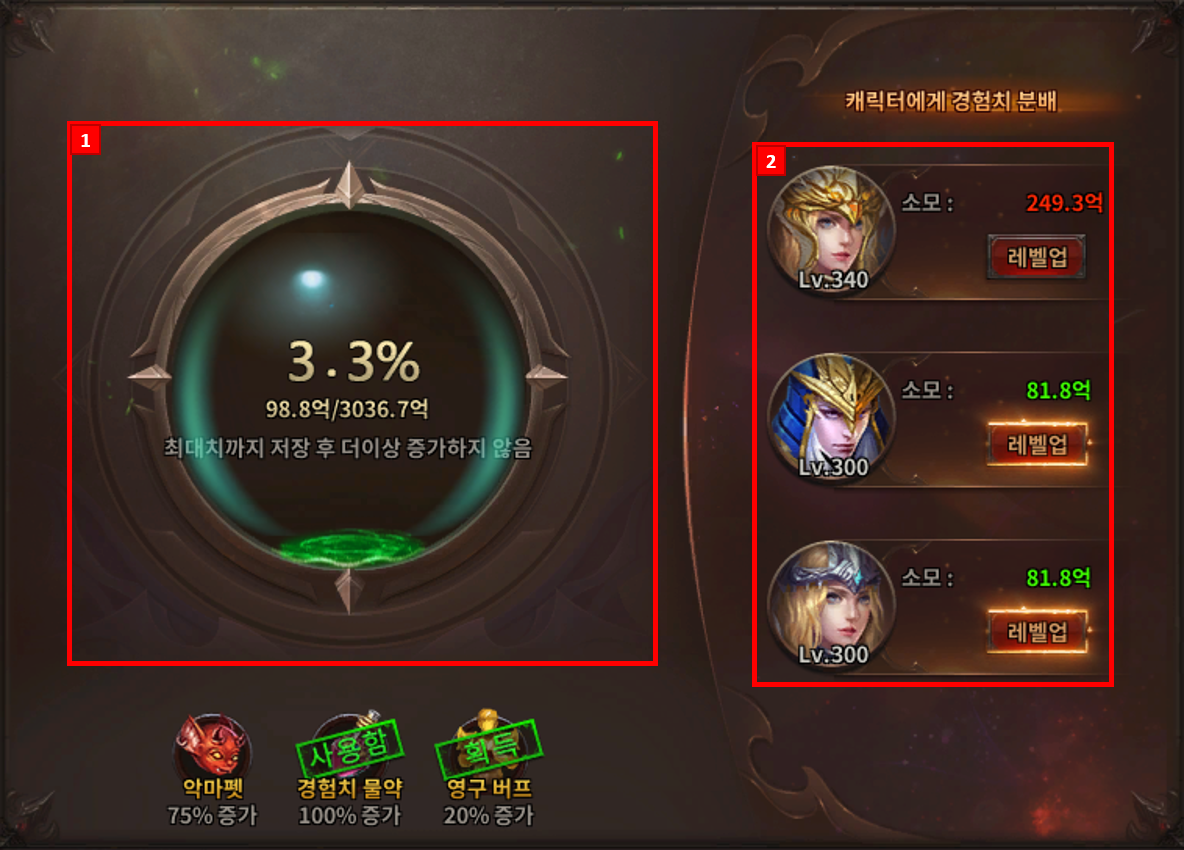 1
3.3%
98.8억/3036.7억
최대치까지 저장 후 더이상 증가하지 않음
사용함
획득
악마펫
경험치 물약
영구 버프
75% 증가
100% 증가
20% 증가
캐릭터에게 경험치 분배
2
소모 :
249.3억
레벨업
Lv.340
소모 :
81.8억
레벨업
Lv.300
소모 :
81.8억
레벨업
Lv.300